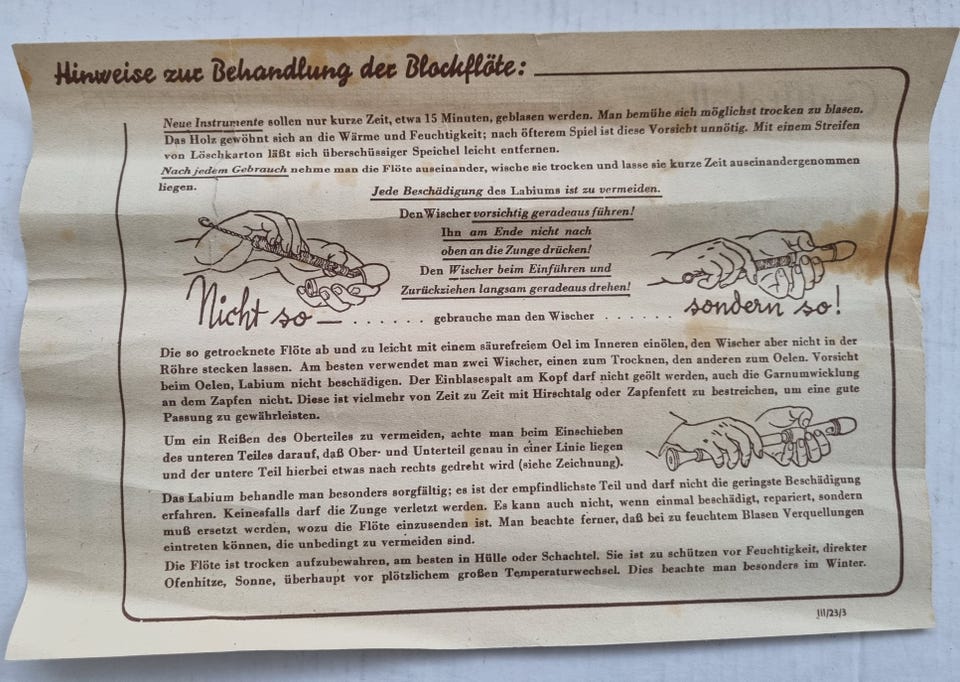 Hinweise zur Behandlung der Blockflöte:
Neue Instrumente sollen nur kurze Zeit, etwa 15 Minuten, geblasen werden. Man bemühe sich möglichst trocken zu blasen.
Das Holz gewöhnt sich an die Wärme und Feuchtigkeit; nach öfterem Spiel ist diese Vorsicht unnötig. Mit einem Streifen
von Löschkarton läßt sich überschüssiger Speichel leicht entfernen.
Nach jedem Gebrauch nehme man die Flöte auseinander, wische sie trocken und lasse sie kurze Zeit auseinandergenommen
liegen.
Jede Beschädigung des Labiums ist zu vermeiden.
Den Wischer vorsichtig geradeaus führen!
Ihn am Ende nicht nach
oben an die Zunge drücken!
Den Wischer beim Einführen und
Zurückziehen langsam geradeaus drehen!
Nicht so — . . . . . . gebrauche man den Wischer . . . . . . sondern so!
Die so getrocknete Flöte ab und zu leicht mit einem säurefreiem Oel im Inneren einölen, den Wischer aber nicht in der
Röhre stecken lassen. Am besten verwendet man zwei Wischer, einen zum Trocknen, den anderen zum Oelen. Vorsicht
beim Oelen, Labium nicht beschädigen. Der Einblasespalt am Kopf darf nicht geölt werden, auch die Garnumwicklung
an dem Zapfen nicht. Diese ist vielmehr von Zeit zu Zeit mit Hirschtalg oder Zapfenfett zu bestreichen, um eine gute
Passung zu gewährleisten.
Um ein Reißen des Oberteiles zu vermeiden, achte man beim Einschieben
des unteren Teiles darauf, daß Ober- und Unterteil genau in einer Linie liegen
und der untere Teil hierbei etwas nach rechts gedreht wird (siehe Zeichnung).
Das Labium behandle man besonders sorgfältig; es ist der empfindlichste Teil und darf nicht die geringste Beschädigung
erfahren. Keinesfalls darf die Zunge verletzt werden. Es kann auch nicht, wenn einmal beschädigt, repariert, sondern
muß ersetzt werden, wozu die Flöte einzusenden ist. Man beachte ferner, daß bei zu feuchtem Blasen Verquellungen
eintreten können, die unbedingt zu vermeiden sind.
Die Flöte ist trocken aufzubewahren, am besten in Hülle oder Schachtel. Sie ist zu schützen vor Feuchtigkeit, direkter
Ofenhitze, Sonne, überhaupt vor plötzlichem großen Temperaturwechsel. Dies beachte man besonders im Winter.
III/23/3